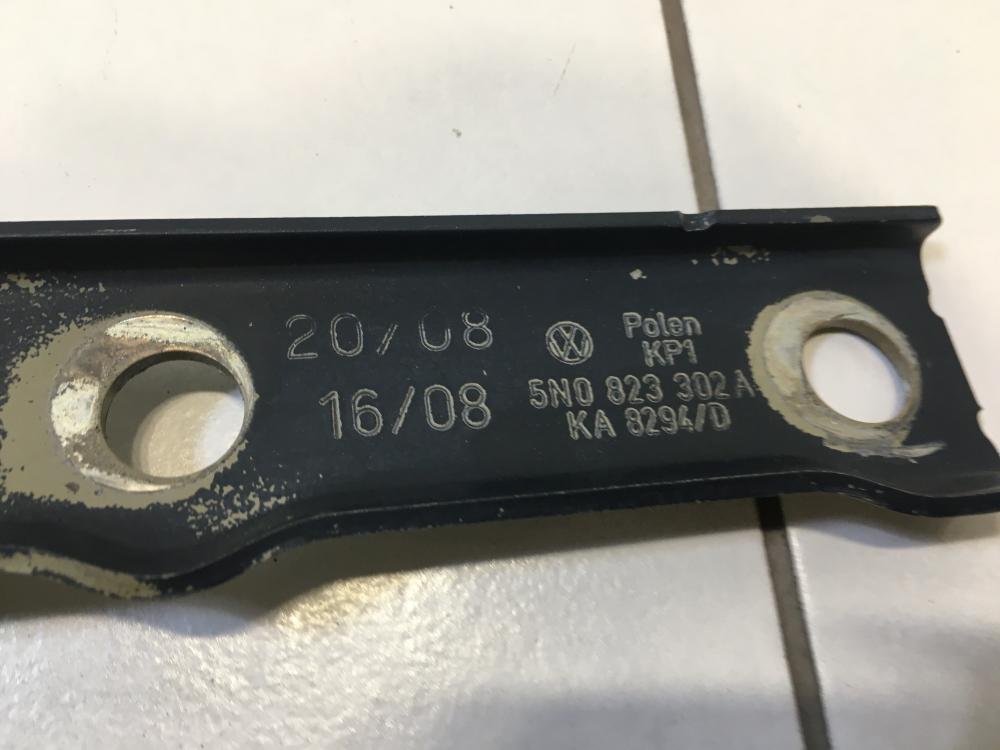 20/08
16/08
Polen
KP1
5N0 823 302 A
KA 8294/D